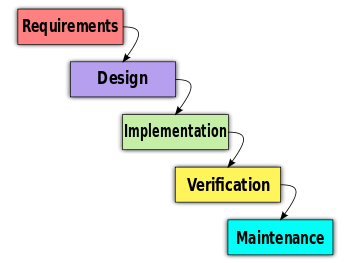 Requirements
Design
Implementation
Verification
Maintenance